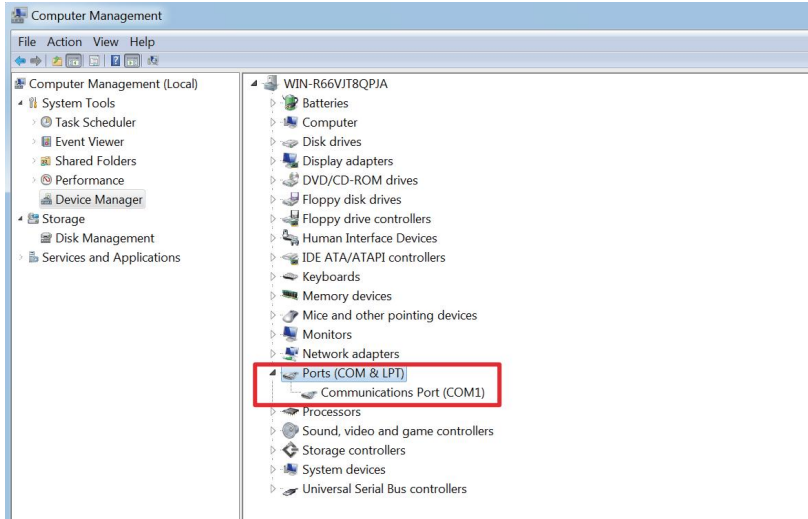 Computer Management
File Action View Help
Computer Management (Local)
System Tools
Task Scheduler
Event Viewer
Shared Folders
Performance
Device Manager
Storage
Disk Management
Services and Applications
WIN-R66VJT8QPJA
Batteries
Computer
Disk drives
Display adapters
DVD/CD-ROM drives
Floppy disk drives
Floppy drive controllers
Human Interface Devices
IDE ATA/ATAPI controllers
Keyboards
Memory devices
Mice and other pointing devices
Monitors
Network adapters
Ports (COM & LPT)
Communications Port (COM1)
Processors
Sound, video and game controllers
Storage controllers
System devices
Universal Serial Bus controllers